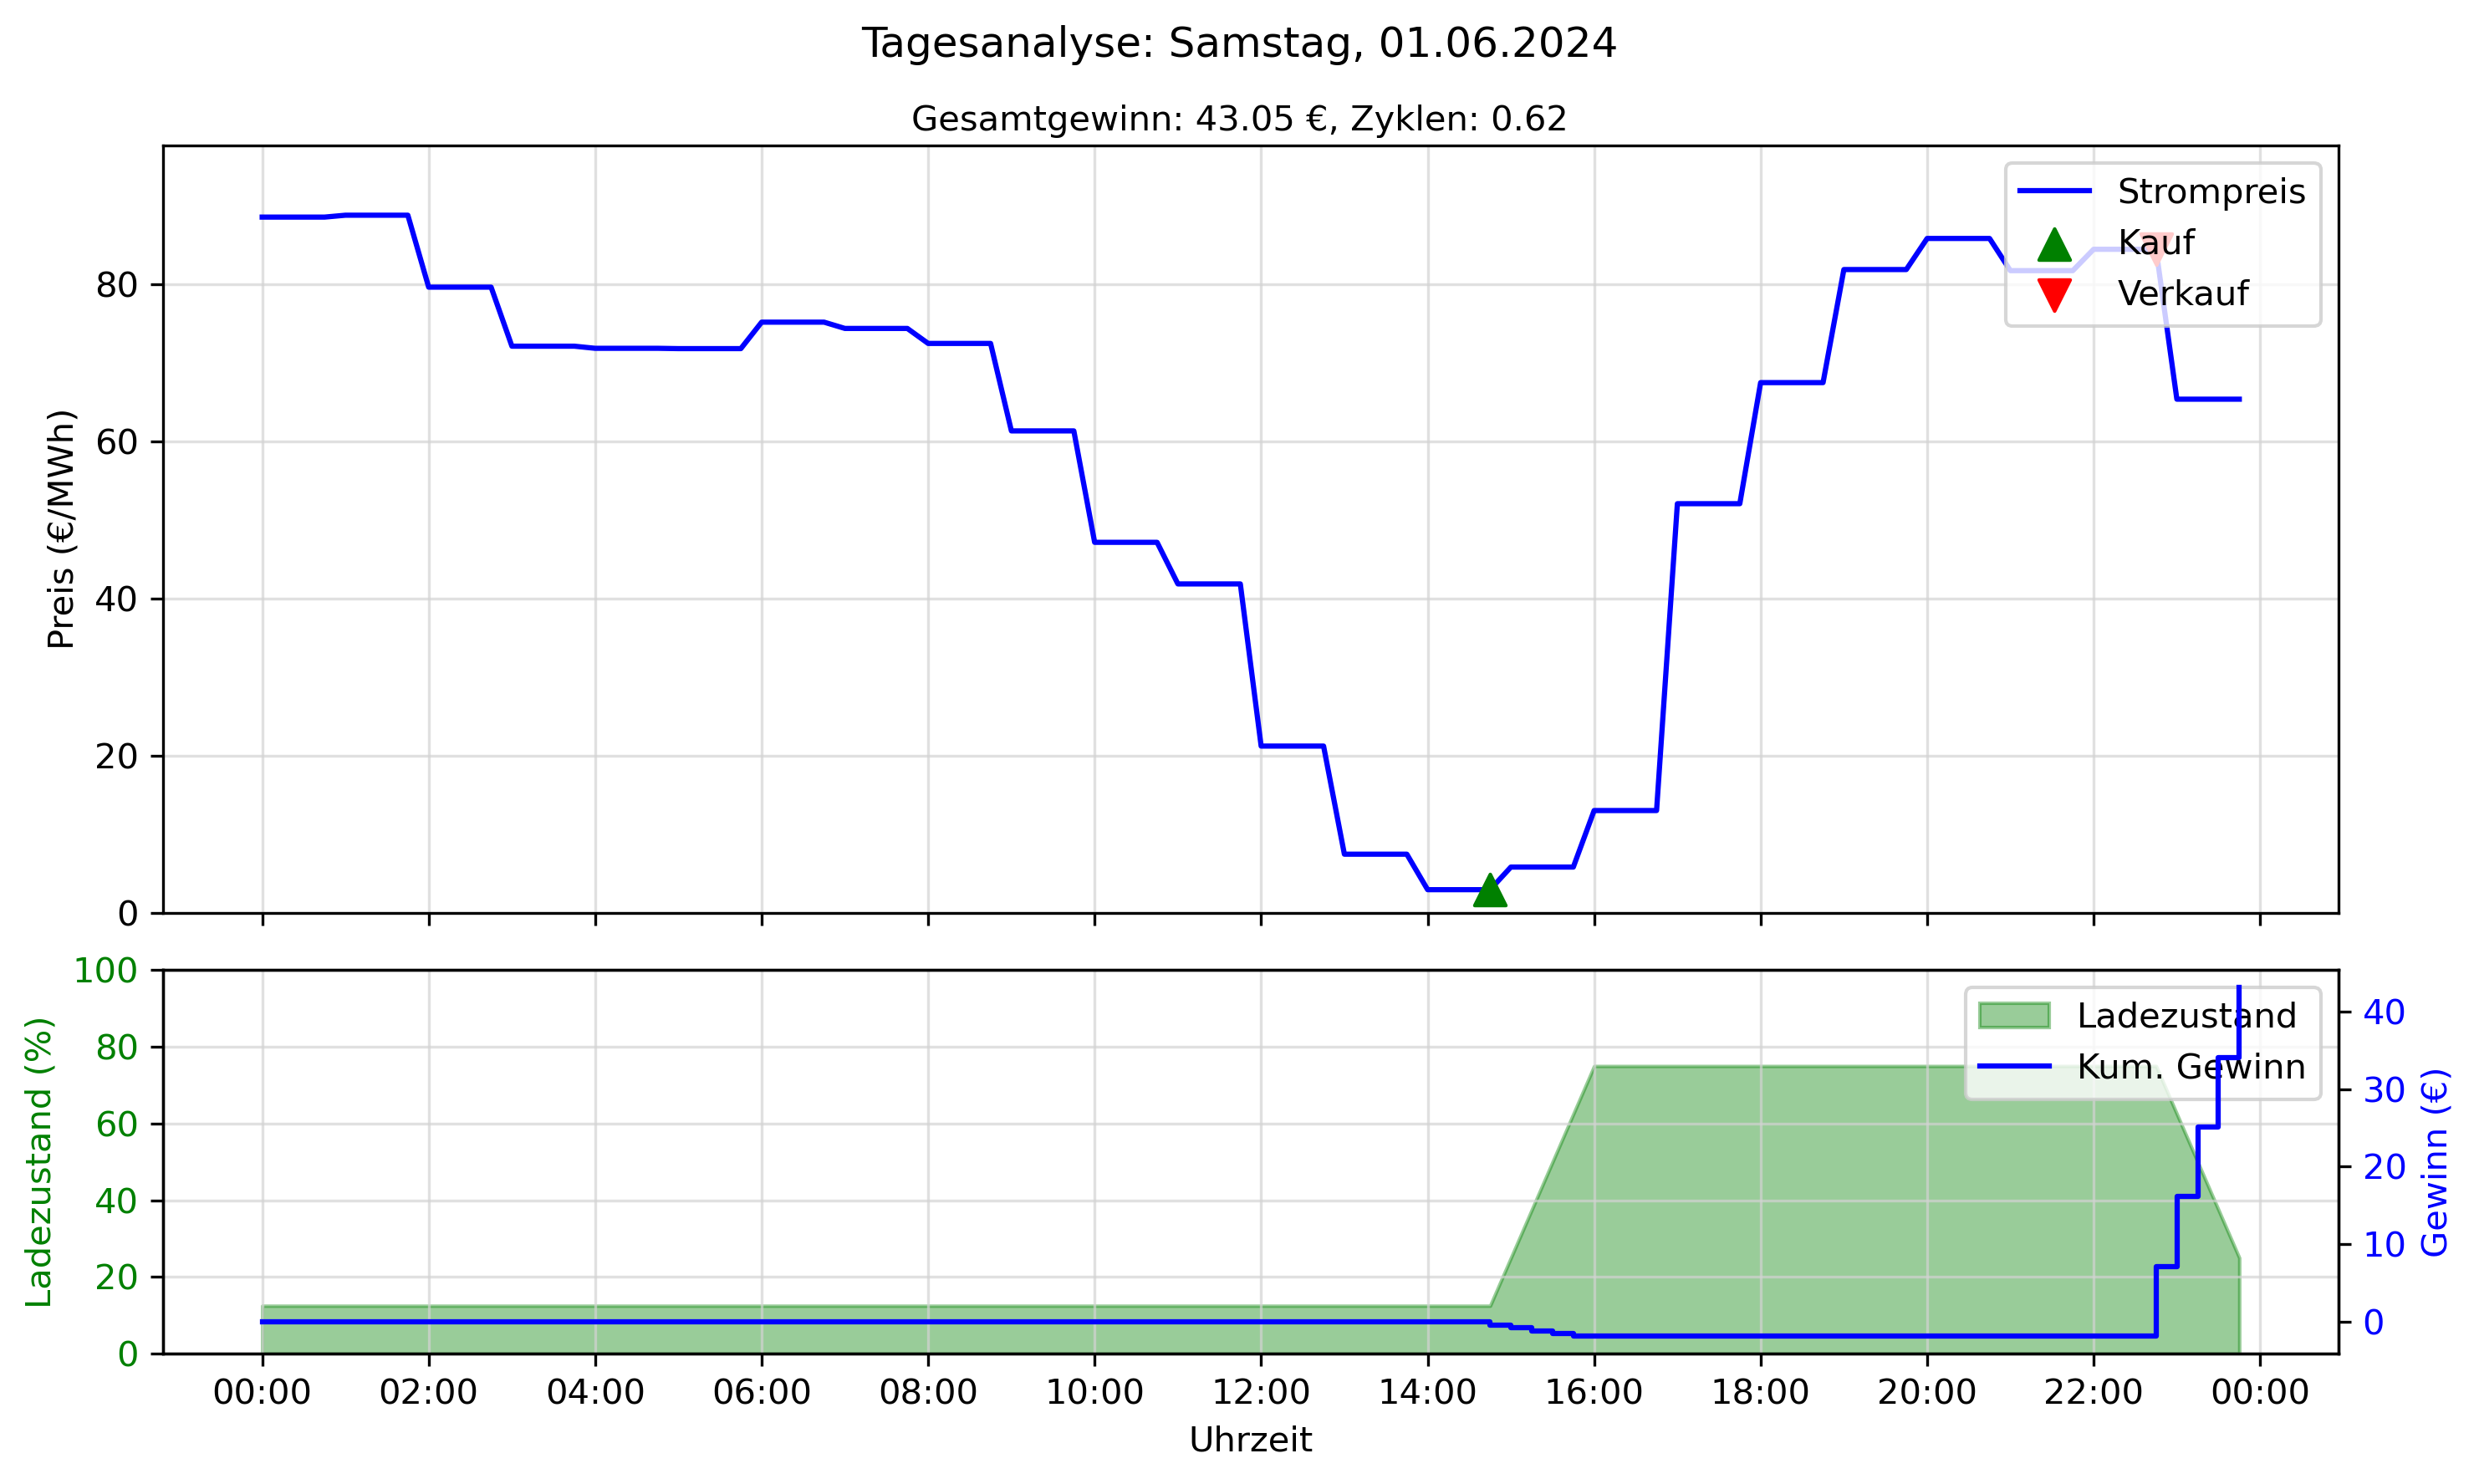 Tagesanalyse: Samstag, 01.06.2024
Gesamtgewinn: 43.05 €, Zyklen: 0.62
Preis (€/MWh)
80
60
40
20
0
Strompreis
Kauf
Verkauf
Ladezustand (%)
100
80
60
40
20
0
Ladezustand
Kum. Gewinn
40
30
20
10
0
Gewinn (€)
00:00 02:00 04:00 06:00 08:00 10:00 12:00 14:00 16:00 18:00 20:00 22:00 00:00
Uhrzeit